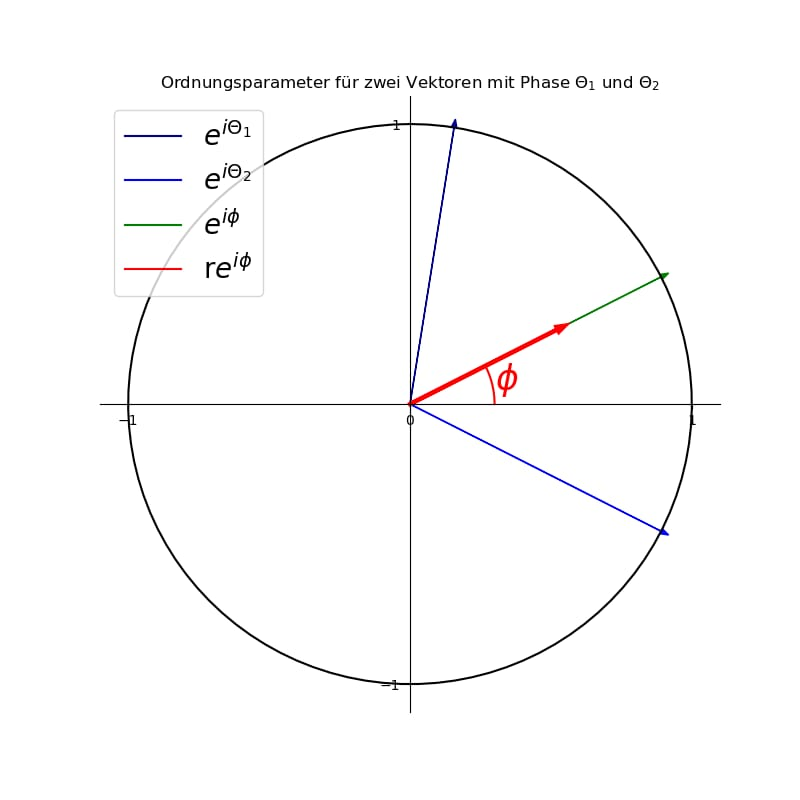 Ordnungsparameter für zwei Vektoren mit Phase Θ₁ und Θ₂
e^{iΘ₁}
e^{iΘ₂}
e^{iϕ}
re^{iϕ}
1
ϕ
−1
0
1
−1